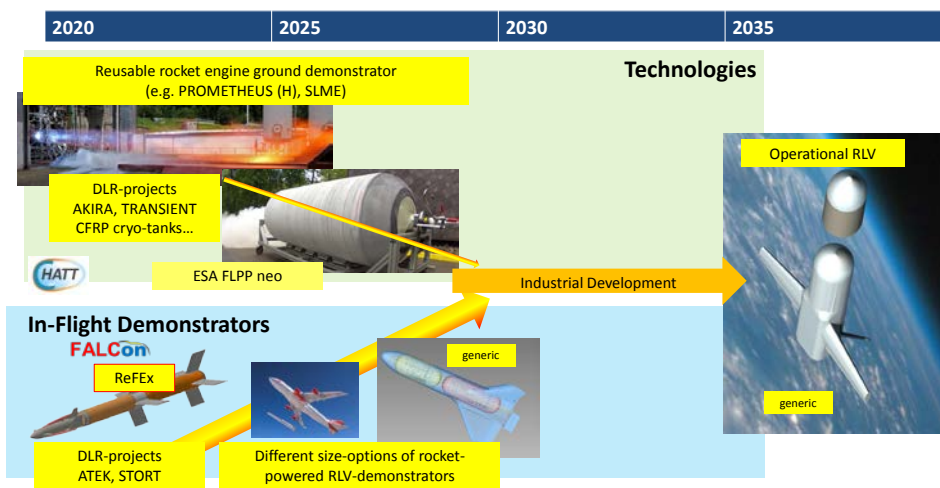 2020
2025
2030
2035
Technologies
Reusable rocket engine ground demonstrator
(e.g. PROMETHEUS (H), SLME)
Operational RLV
DLR-projects
AKIRA, TRANSIENT
CFRP cryo-tanks…
HATT
ESA FLPP neo
Industrial Development
In-Flight Demonstrators
FALCon
ReFEx
generic
generic
DLR-projects
ATEK, STORT
Different size-options of rocket-
powered RLV-demonstrators